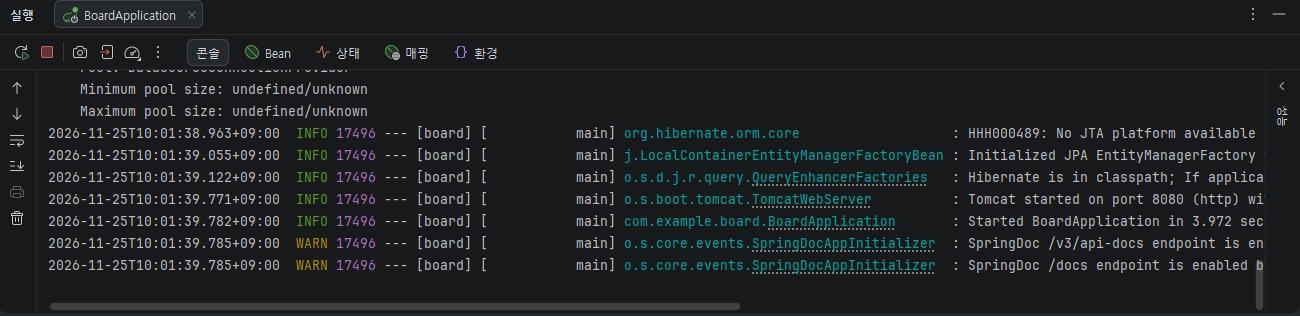 실행 BoardApplication
콘솔 Bean 상태 매핑 환경
Minimum pool size: undefined/unknown
Maximum pool size: undefined/unknown
2026-11-25T10:01:38.963+09:00  INFO 17496 --- [board] [           main] org.hibernate.orm.core                   : HHH000489: No JTA platform available
2026-11-25T10:01:39.055+09:00  INFO 17496 --- [board] [           main] j.LocalContainerEntityManagerFactoryBean : Initialized JPA EntityManagerFactory
2026-11-25T10:01:39.122+09:00  INFO 17496 --- [board] [           main] o.s.d.j.r.query.QueryEnhancerFactories   : Hibernate is in classpath; If applica
2026-11-25T10:01:39.771+09:00  INFO 17496 --- [board] [           main] o.s.boot.tomcat.TomcatWebServer          : Tomcat started on port 8080 (http) wi
2026-11-25T10:01:39.782+09:00  INFO 17496 --- [board] [           main] com.example.board.BoardApplication       : Started BoardApplication in 3.972 sec
2026-11-25T10:01:39.785+09:00  WARN 17496 --- [board] [           main] o.s.core.events.SpringDocAppInitializer  : SpringDoc /v3/api-docs endpoint is en
2026-11-25T10:01:39.785+09:00  WARN 17496 --- [board] [           main] o.s.core.events.SpringDocAppInitializer  : SpringDoc /docs endpoint is enabled b
성능